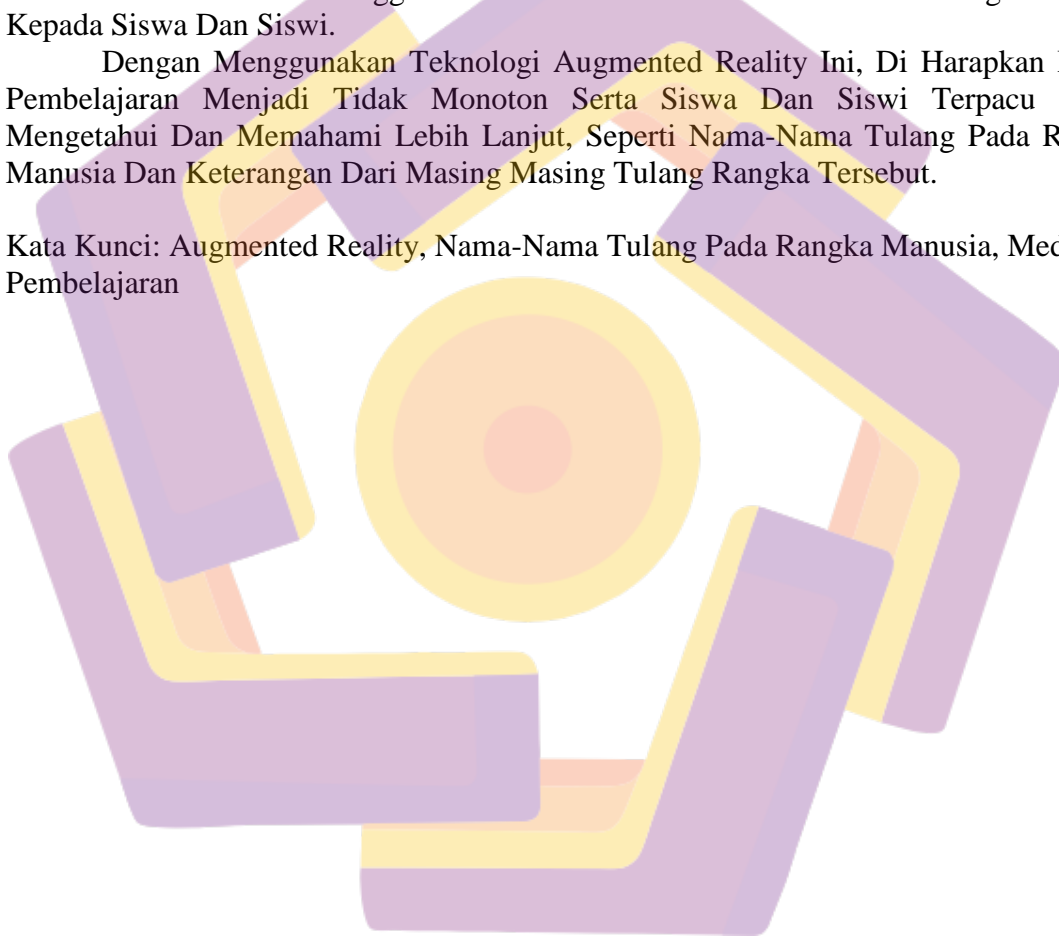 Kepada Siswa Dan Siswi.
Dengan Menggunakan Teknologi Augmented Reality Ini, Di Harapkan
Pembelajaran Menjadi Tidak Monoton Serta Siswa Dan Siswi Terpacu
Mengetahui Dan Memahami Lebih Lanjut, Seperti Nama-Nama Tulang Pada
Manusia Dan Keterangan Dari Masing Masing Tulang Rangka Tersebut.
Kata Kunci: Augmented Reality, Nama-Nama Tulang Pada Rangka Manusia,
Pembelajaran